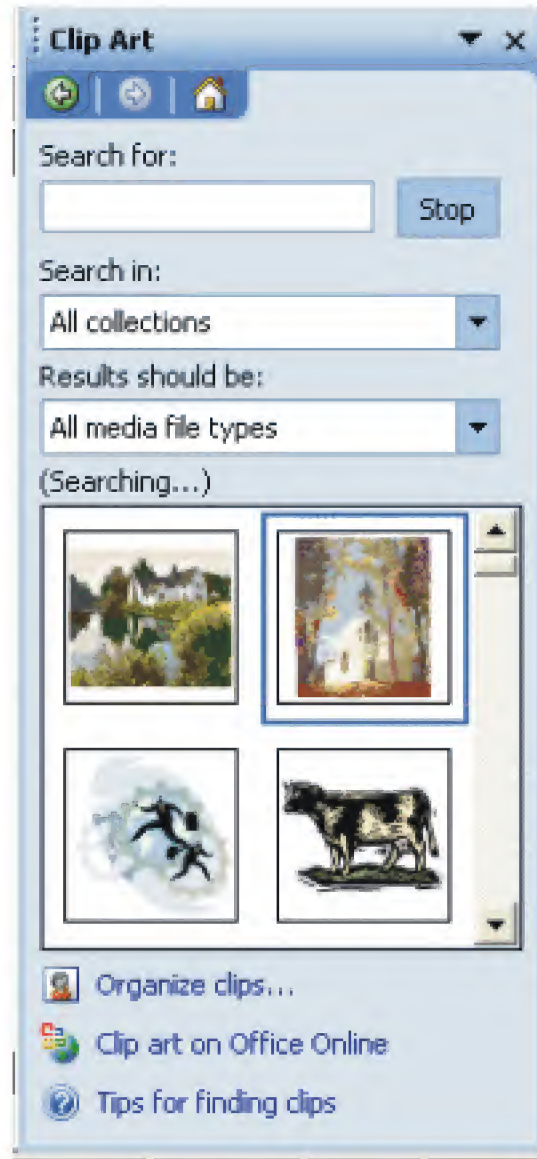 Clip Art
Search for:
Stop
Search in:
All collections
Results should be:
All media file types
(Searching...)
Organize clips...
Clip art on Office Online
Tips for finding clips